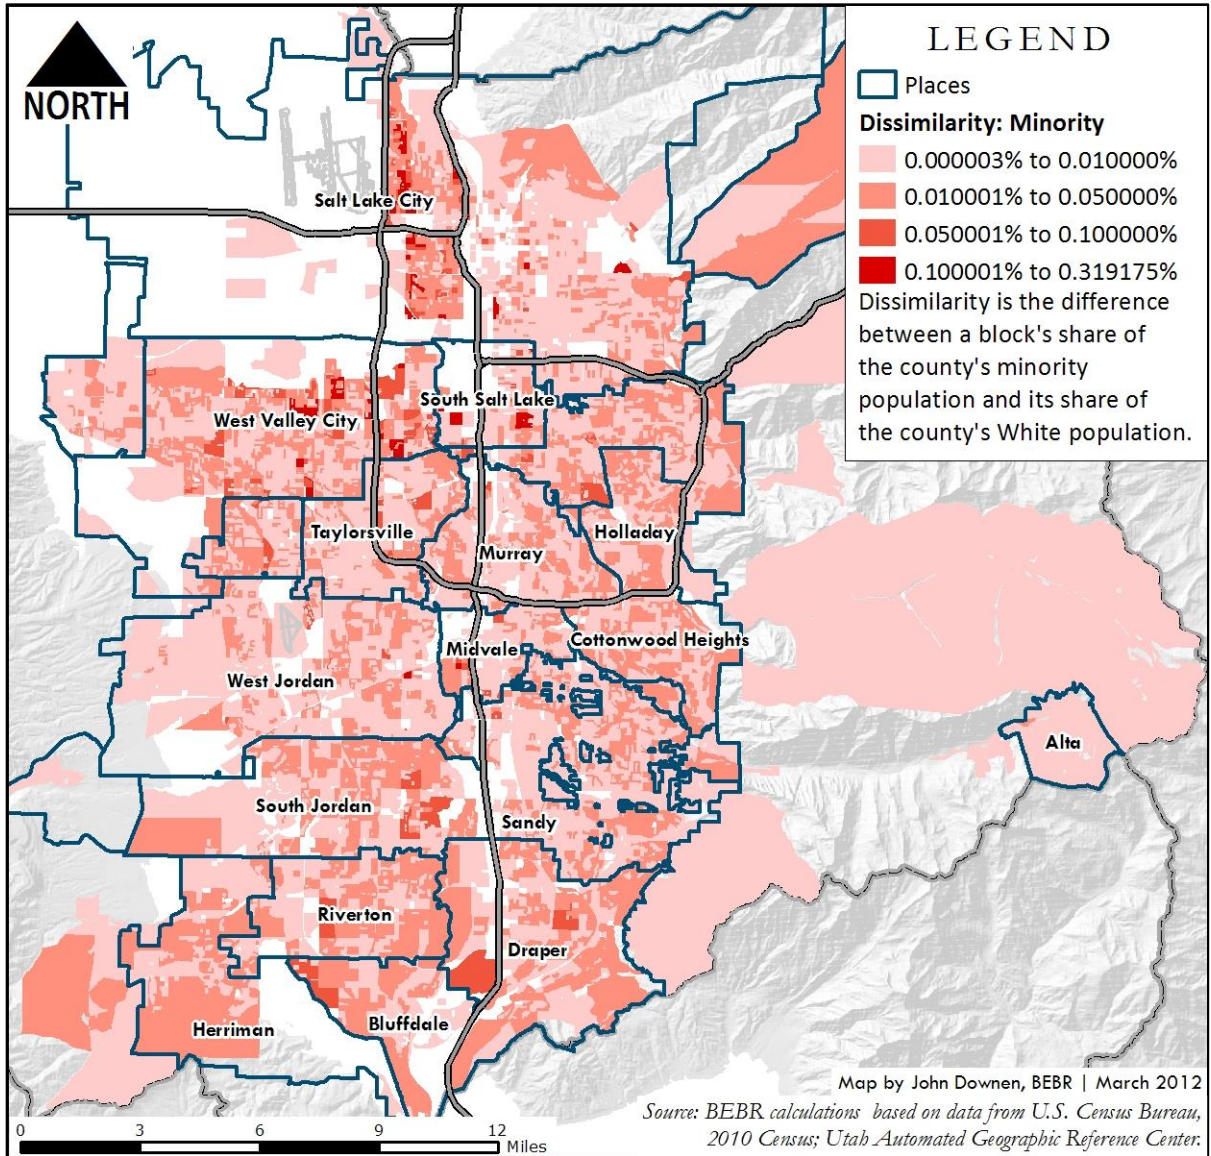 NORTH
LEGEND
Places
Dissimilarity: Minority
0.000003% to 0.010000%
0.010001% to 0.050000%
0.050001% to 0.100000%
0.100001% to 0.319175%
Dissimilarity is the difference
between a block's share of
the county's minority
population and its share of
the county's White population.
Salt Lake City
South Salt Lake
West Valley City
Taylorsville
Holladay
Murray
Cottonwood Heights
Midvale
West Jordan
Alta
South Jordan
Sandy
Riverton
Draper
Bluffdale
Herriman
Map by John Downen, BEBR | March 2012
Source: BEBR calculations based on data from U.S. Census Bureau,
2010 Census; Utah Automated Geographic Reference Center.
0 3 6 9 12
Miles